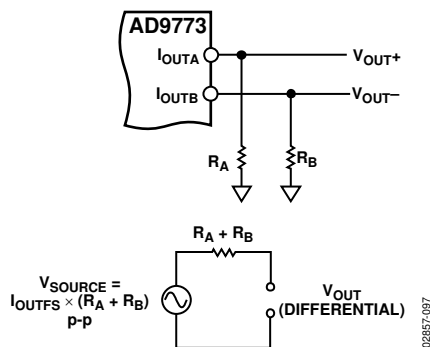 AD9773
IOUTA
VOUT+
IOUTB
VOUT–
RA
RB
RA + RB
VSOURCE =
IOUTFS × (RA + RB)
p-p
VOUT
(DIFFERENTIAL)
02857-097